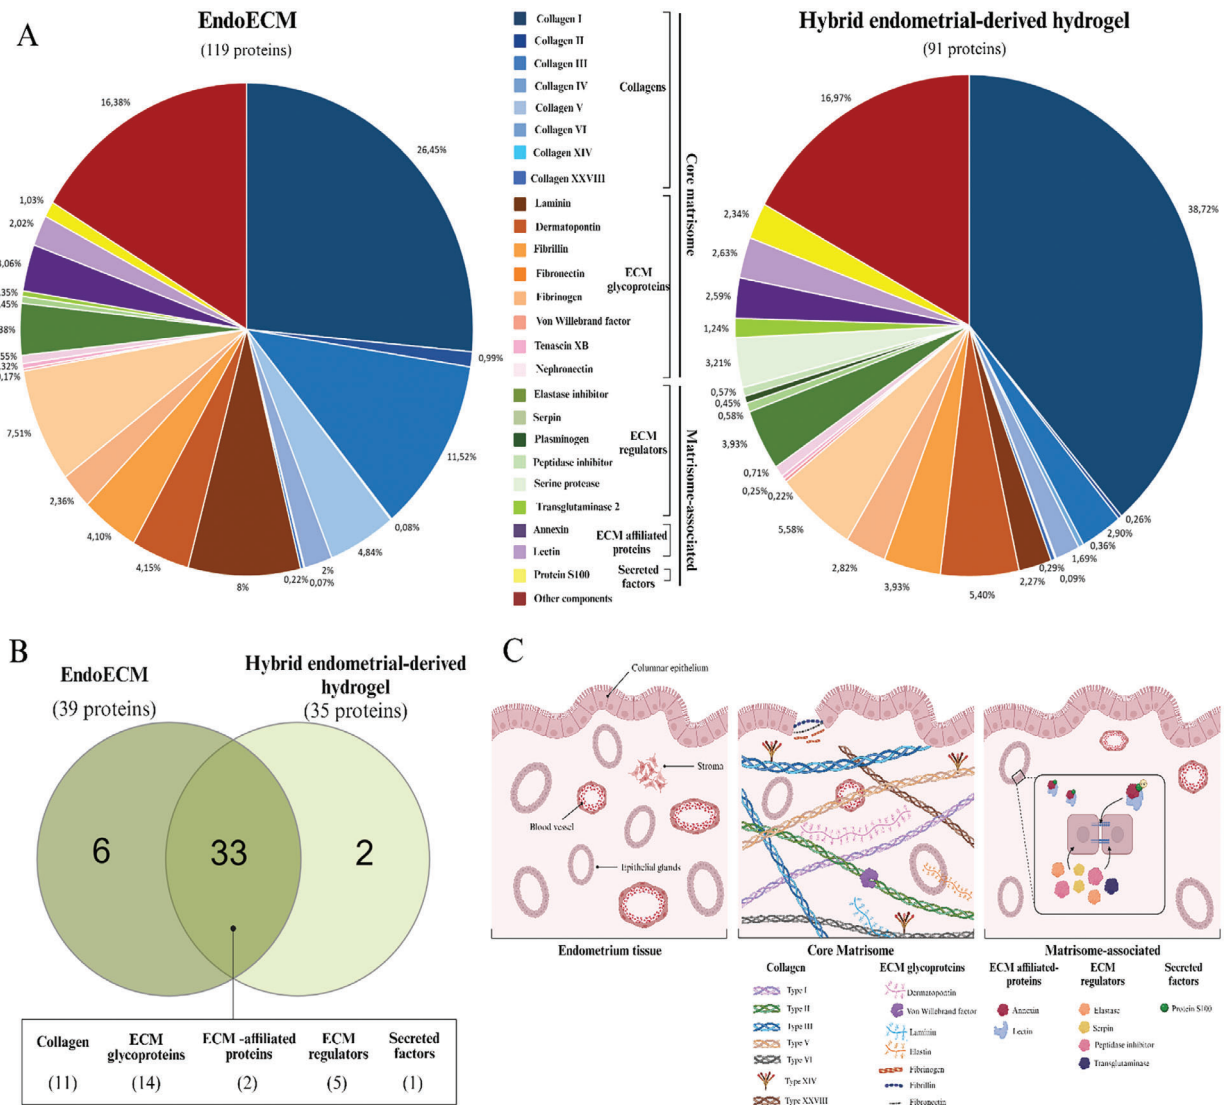 A
EndoECM
(119 proteins)
16,38%
26,45%
1,03%
2,02%
3,06%
,35%
,45%
,38%
,55%
,32%
0,17%
7,51%
2,36%
4,10%
4,15%
8%
0,22%
0,07%
2%
4,84%
0,08%
11,52%
0,99%
Collagen I
Collagen II
Collagen III
Collagen IV
Collagen V
Collagen VI
Collagen XIV
Collagen XXVIII
Laminin
Dermatopontin
Fibrillin
Fibronectin
Fibrinogen
Von Willebrand factor
Tenascin XB
Nephronectin
Elastase inhibitor
Serpin
Plasminogen
Peptidase inhibitor
Serine protease
Transglutaminase 2
Annexin
Lectin
Protein S100
Other components
Collagens
ECM
glycoproteins
ECM
regulators
ECM affiliated
proteins
Secreted
factors
Core matrisome
Matrisome-associated
Hybrid endometrial-derived hydrogel
(91 proteins)
16,97%
38,72%
2,34%
2,63%
2,59%
1,24%
3,21%
0,57%
0,45%
0,58%
3,93%
0,71%
0,25%
0,22%
5,58%
2,82%
3,93%
5,40%
2,27%
0,29%
0,09%
1,69%
0,36%
2,90%
0,26%
B
EndoECM
(39 proteins)
Hybrid endometrial-derived
hydrogel
(35 proteins)
6
33
2
Collagen
(11)
ECM
glycoproteins
(14)
ECM -affiliated
proteins
(2)
ECM
regulators
(5)
Secreted
factors
(1)
C
Columnar epithelium
Stroma
Blood vessel
Epithelial glands
Endometrium tissue
Core Matrisome
Matrisome-associated
Collagen
Type I
Type II
Type III
Type V
Type VI
Type XIV
Type XXVIII
ECM glycoproteins
Dermatopontin
Von Willebrand factor
Laminin
Elastin
Fibrinogen
Fibrillin
Fibronectin
ECM affiliated-
proteins
Annexin
Lectin
ECM
regulators
Elastase
Serpin
Peptidase inhibitor
Transglutaminase
Secreted
factors
Protein S100